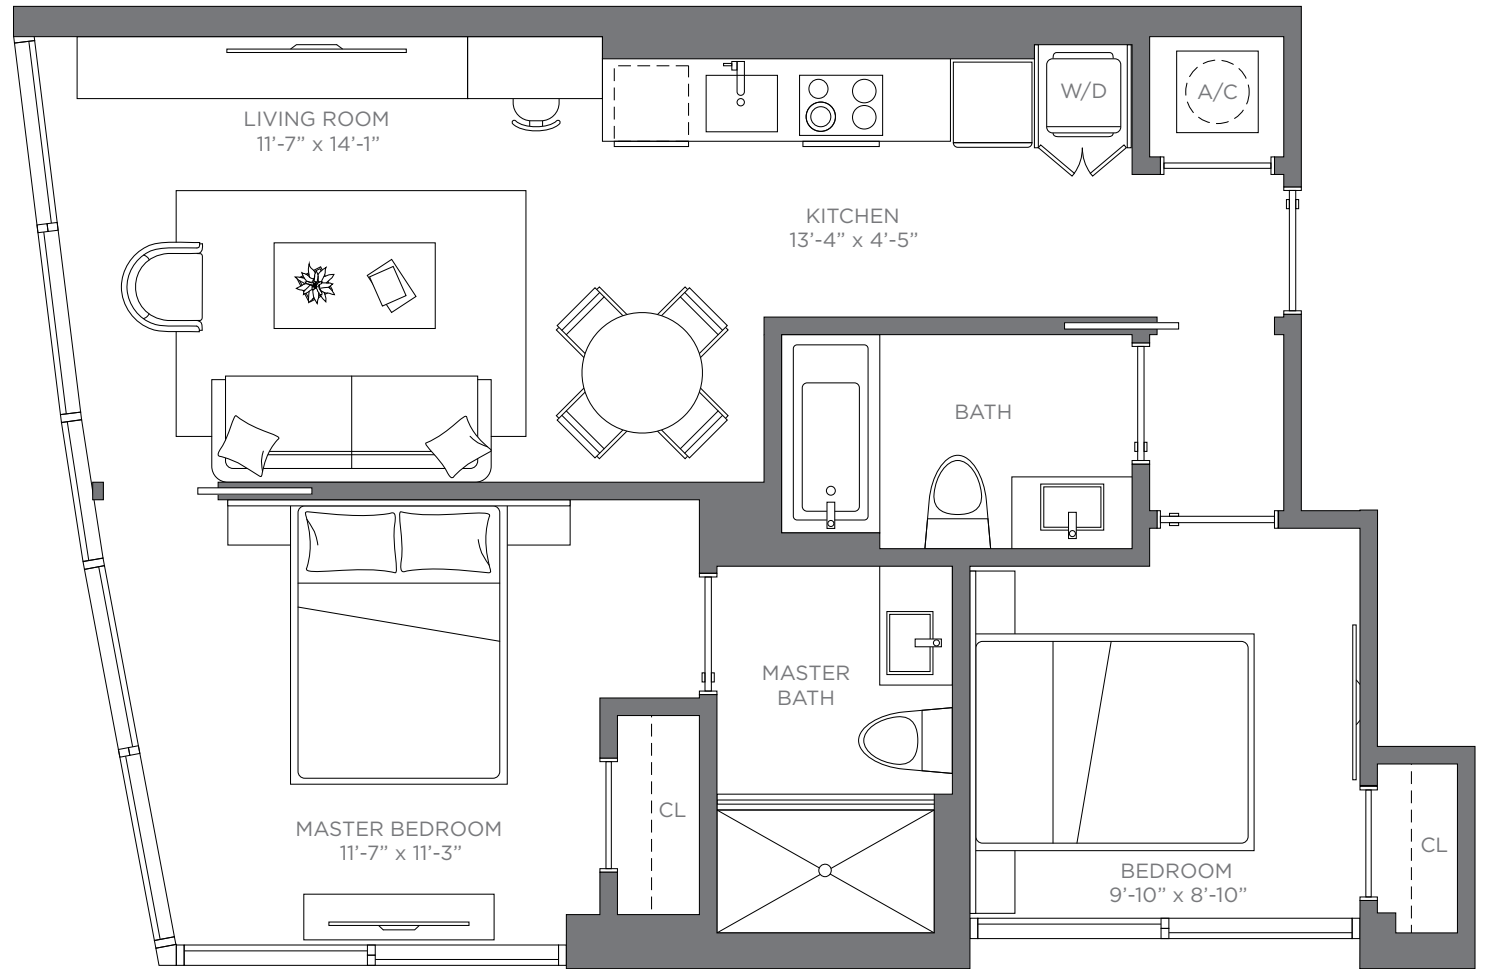 W/D
A/C
LIVING ROOM
11’-7” x 14’-1”
KITCHEN
13’-4” x 4’-5”
BATH
MASTER
BATH
CL
MASTER BEDROOM
11’-7” x 11’-3”
CL
BEDROOM
9’-10” x 8’-10”